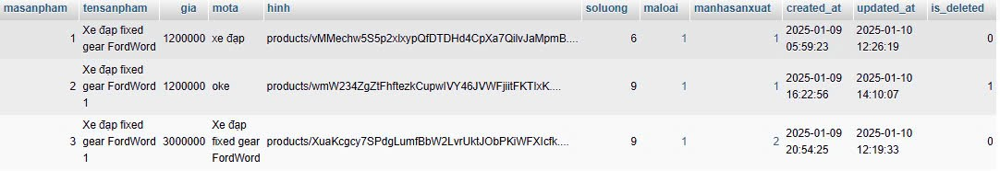 masanpham tensanpham gia mota hinh soluong maloai manhasanxuat created_at updated_at is_deleted
1 Xe đạp fixed gear FordWord 1200000 xe đạp products/vMMechw5S5p2xIxypQfDTDHd4CpXa7QilvJaMpmB.... 6 1 1 2025-01-09 05:59:23 2025-01-10 12:26:19 0
2 Xe đạp fixed gear FordWord 1 1200000 oke products/wmW234ZgZtFhftezkCupwIVY46JVWFjiitFKTIxK.... 9 1 1 2025-01-09 16:22:56 2025-01-10 14:10:07 1
3 Xe đạp fixed gear FordWord 1 3000000 Xe đạp fixed gear FordWord products/XuaKcgcy7SPdgLumfBbW2LvrUktJObPKiWFXIcfk.... 9 1 2 2025-01-09 20:54:25 2025-01-10 12:19:33 0